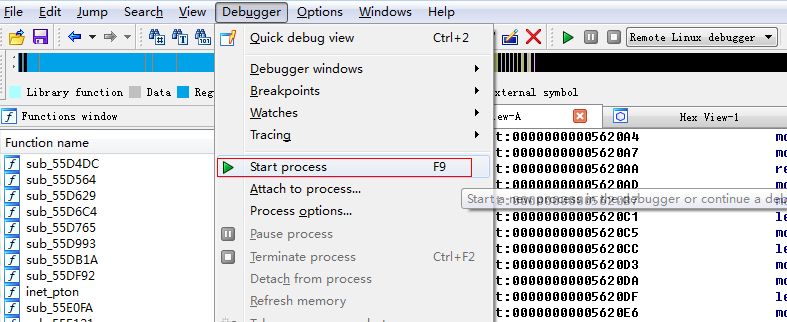 File Edit Jump Search View Debugger Options Windows Help
Quick debug view Ctrl+2
Remote Linux debugger
Debugger windows
Breakpoints
Watches
Tracing
Start process F9
Attach to process...
Process options...
Pause process
Terminate process Ctrl+F2
Detach from process
Refresh memory
Library function Data Reg
external symbol
Functions window
Function name
sub_55D4DC
sub_55D564
sub_55D629
sub_55D6C4
sub_55D765
sub_55D993
sub_55DB1A
sub_55DF92
inet_pton
sub_55E0FA
ew-A Hex View-1
t:00000000005620A4 mo
t:00000000005620A7 mo
t:00000000005620AA re
t:00000000005620AD
Start a new process in the debugger or continue a deb
t:00000000005620C1 le
t:00000000005620C5 mo
t:00000000005620CC le
t:00000000005620D3 mo
t:00000000005620DA mo
t:00000000005620DF le
t:00000000005620E6 mo